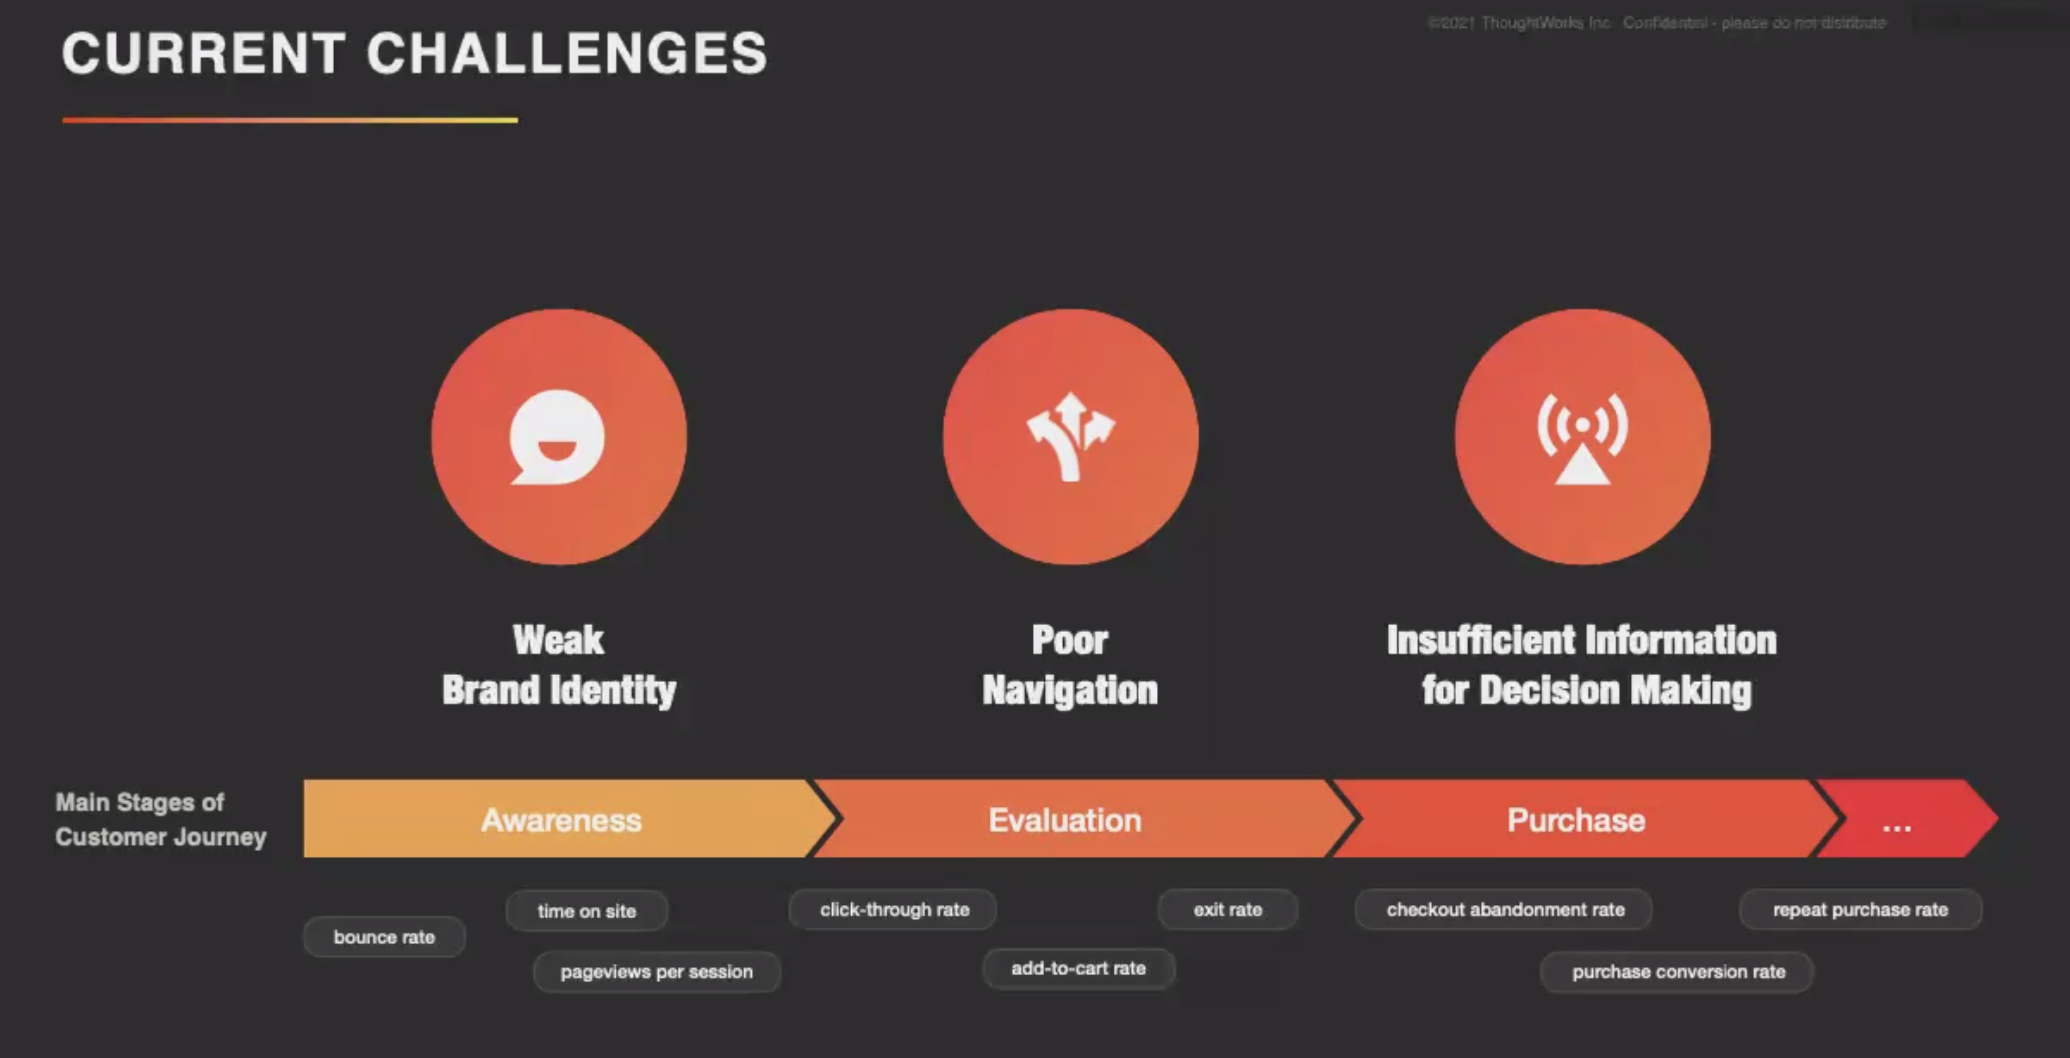 ©2021 ThoughtWorks Inc. Confidential - please do not distribute
CURRENT CHALLENGES
Weak
Brand Identity
Poor
Navigation
Insufficient Information
for Decision Making
Main Stages of
Customer Journey
Awareness
Evaluation
Purchase
...
bounce rate
time on site
pageviews per session
click-through rate
add-to-cart rate
exit rate
checkout abandonment rate
purchase conversion rate
repeat purchase rate